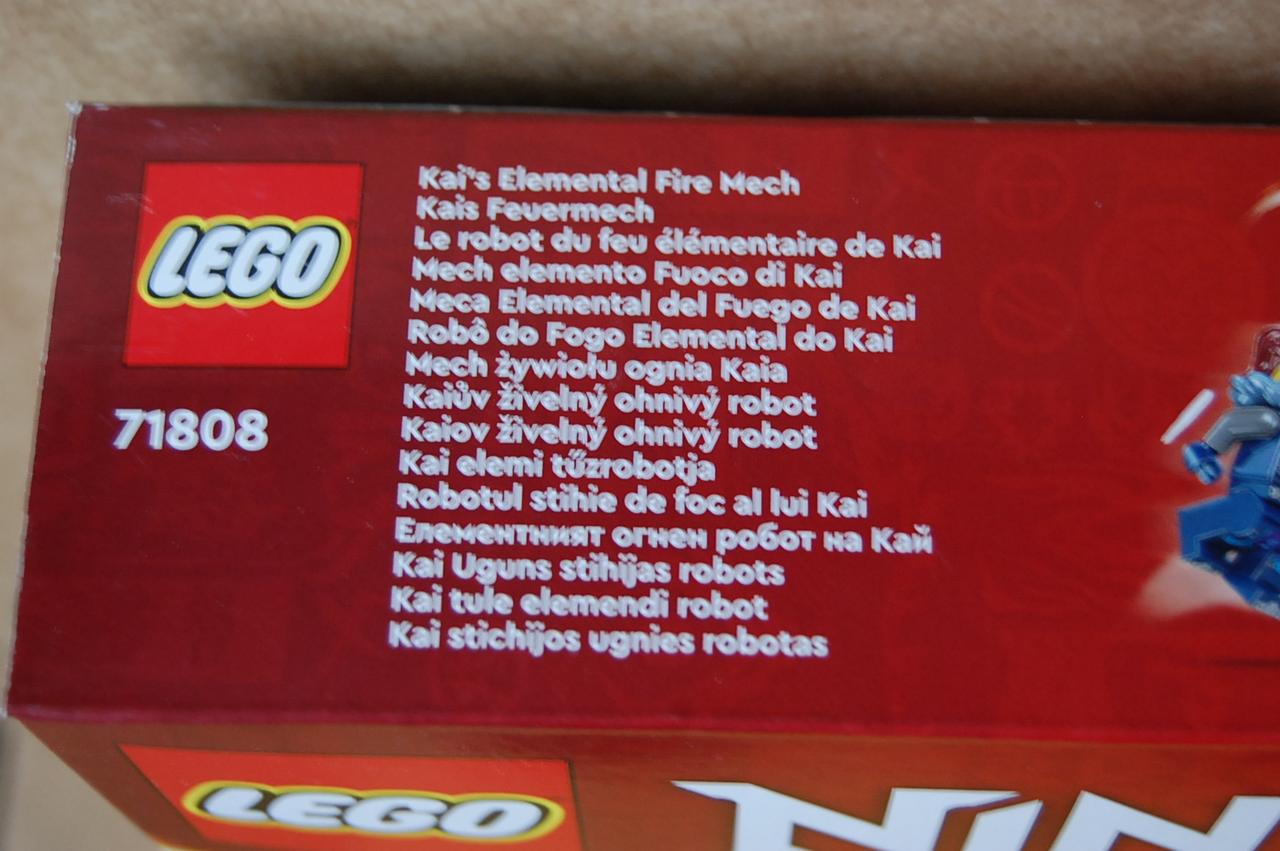 LEGO
71808
Kai's Elemental Fire Mech
Kais Feuermech
Le robot du feu élémentaire de Kai
Mech elemento Fuoco di Kai
Meca Elemental del Fuego de Kai
Robô do Fogo Elemental do Kai
Mech żywiołu ognia Kaia
Kaiův živelný ohnivý robot
Kaiov živelný ohnivý robot
Kai elemi tűzrobotja
Robotul stihie de foc al lui Kai
Елементният огнен робот на Кай
Kai Uguns stihijas robots
Kai tule elemendi robot
Kai stichijos ugnies robotas
LEGO